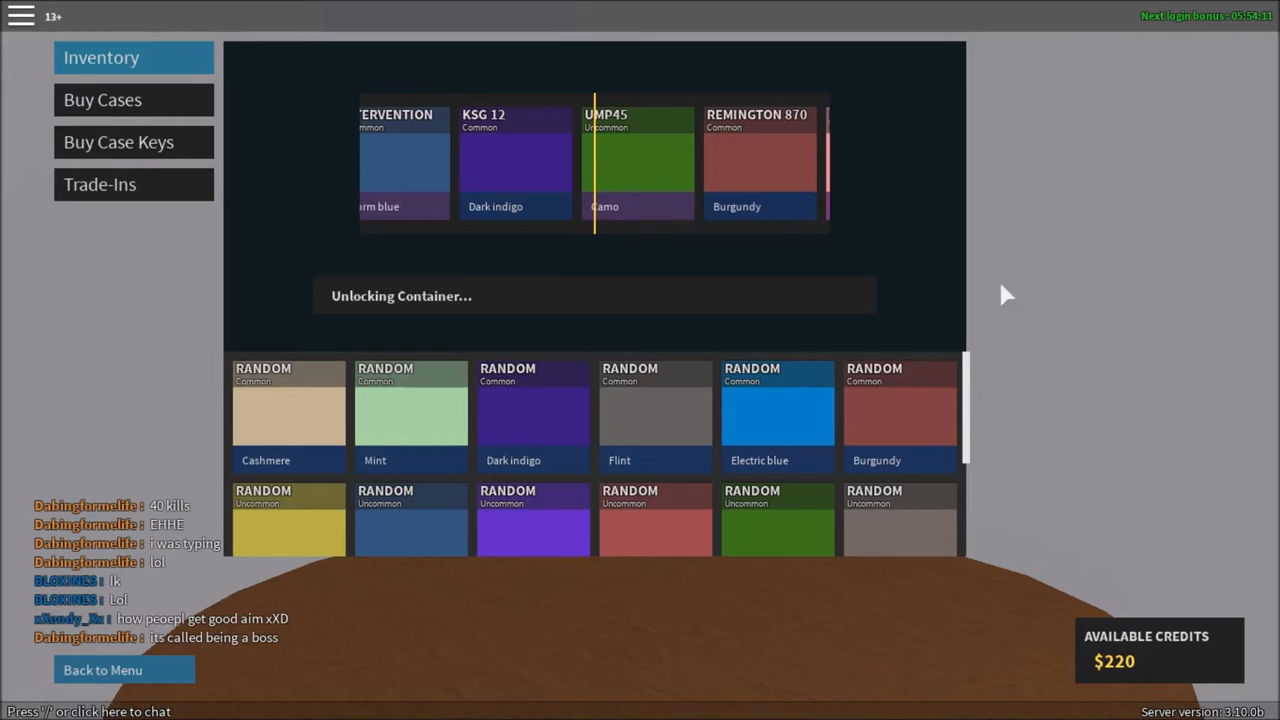 13+
Next login bonus : 05:54:11
Inventory
Buy Cases
Buy Case Keys
Trade-Ins
TERVENTION KSG 12 UMP45 REMINGTON 870
mmon Common Uncommon Common
orm blue Dark indigo Camo Burgundy
Unlocking Container...
RANDOM RANDOM RANDOM RANDOM RANDOM RANDOM
Common Common Common Common Common Common
Cashmere Mint Dark indigo Flint Electric blue Burgundy
RANDOM RANDOM RANDOM RANDOM RANDOM RANDOM
Uncommon Uncommon Uncommon Uncommon Uncommon Uncommon
Dabingformelife : 40 kills
Dabingformelife : EHHE
Dabingformelife : i was typing
Dabingformelife : lol
BLOXINES : Ik
BLOXINES : Lol
xXendy_Xx : how peoepl get good aim xXD
Dabingformelife : its called being a boss
Back to Menu
AVAILABLE CREDITS
$220
Press '/' or click here to chat
Server version: 3.10.0b